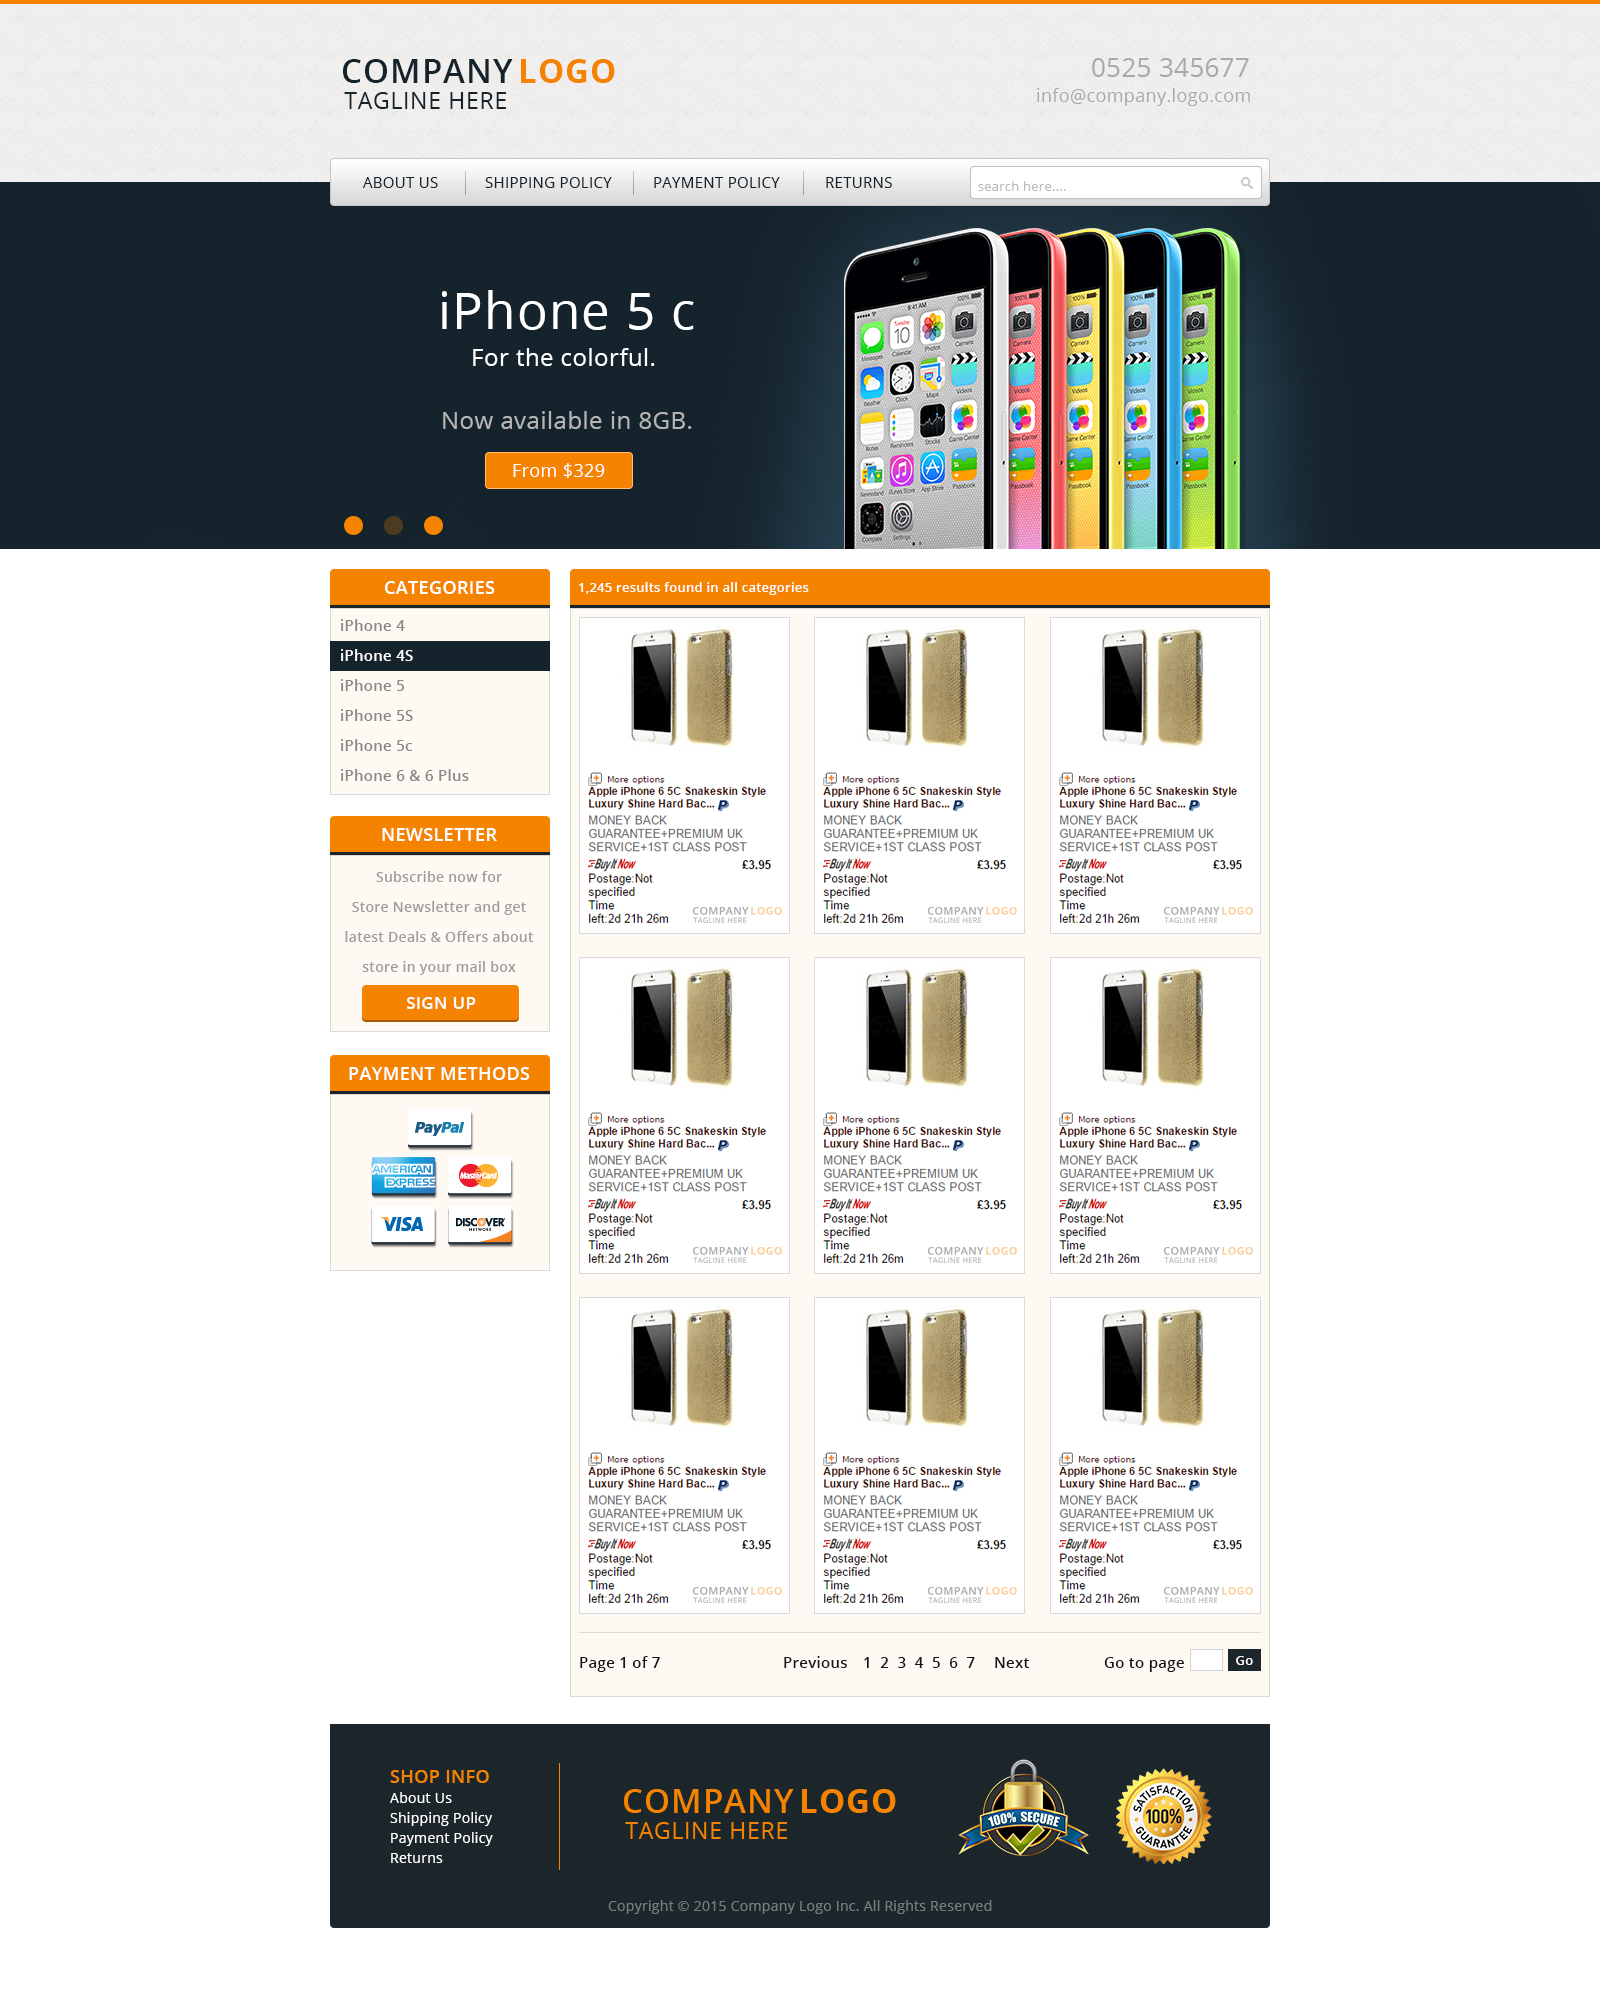 COMPANY LOGO
TAGLINE HERE
0525 345677
info@company.logo.com
ABOUT US
SHIPPING POLICY
PAYMENT POLICY
RETURNS
search here....
iPhone 5 c
For the colorful.
Now available in 8GB.
From $329
CATEGORIES
iPhone 4
iPhone 4S
iPhone 5
iPhone 5S
iPhone 5c
iPhone 6 & 6 Plus
NEWSLETTER
Subscribe now for
Store Newsletter and get
latest Deals & Offers about
store in your mail box
SIGN UP
PAYMENT METHODS
PayPal
AMERICAN EXPRESS
MasterCard
VISA
DISCOVER
NETWORK
1,245 results found in all categories
More options
Apple iPhone 6 5C Snakeskin Style
Luxury Shine Hard Bac...
MONEY BACK
GUARANTEE+PREMIUM UK
SERVICE+1ST CLASS POST
Buy It Now £3.95
Postage:Not
specified
Time
left:2d 21h 26m
COMPANY LOGO
TAGLINE HERE
More options
Apple iPhone 6 5C Snakeskin Style
Luxury Shine Hard Bac...
MONEY BACK
GUARANTEE+PREMIUM UK
SERVICE+1ST CLASS POST
Buy It Now £3.95
Postage:Not
specified
Time
left:2d 21h 26m
COMPANY LOGO
TAGLINE HERE
More options
Apple iPhone 6 5C Snakeskin Style
Luxury Shine Hard Bac...
MONEY BACK
GUARANTEE+PREMIUM UK
SERVICE+1ST CLASS POST
Buy It Now £3.95
Postage:Not
specified
Time
left:2d 21h 26m
COMPANY LOGO
TAGLINE HERE
More options
Apple iPhone 6 5C Snakeskin Style
Luxury Shine Hard Bac...
MONEY BACK
GUARANTEE+PREMIUM UK
SERVICE+1ST CLASS POST
Buy It Now £3.95
Postage:Not
specified
Time
left:2d 21h 26m
COMPANY LOGO
TAGLINE HERE
More options
Apple iPhone 6 5C Snakeskin Style
Luxury Shine Hard Bac...
MONEY BACK
GUARANTEE+PREMIUM UK
SERVICE+1ST CLASS POST
Buy It Now £3.95
Postage:Not
specified
Time
left:2d 21h 26m
COMPANY LOGO
TAGLINE HERE
More options
Apple iPhone 6 5C Snakeskin Style
Luxury Shine Hard Bac...
MONEY BACK
GUARANTEE+PREMIUM UK
SERVICE+1ST CLASS POST
Buy It Now £3.95
Postage:Not
specified
Time
left:2d 21h 26m
COMPANY LOGO
TAGLINE HERE
More options
Apple iPhone 6 5C Snakeskin Style
Luxury Shine Hard Bac...
MONEY BACK
GUARANTEE+PREMIUM UK
SERVICE+1ST CLASS POST
Buy It Now £3.95
Postage:Not
specified
Time
left:2d 21h 26m
COMPANY LOGO
TAGLINE HERE
More options
Apple iPhone 6 5C Snakeskin Style
Luxury Shine Hard Bac...
MONEY BACK
GUARANTEE+PREMIUM UK
SERVICE+1ST CLASS POST
Buy It Now £3.95
Postage:Not
specified
Time
left:2d 21h 26m
COMPANY LOGO
TAGLINE HERE
More options
Apple iPhone 6 5C Snakeskin Style
Luxury Shine Hard Bac...
MONEY BACK
GUARANTEE+PREMIUM UK
SERVICE+1ST CLASS POST
Buy It Now £3.95
Postage:Not
specified
Time
left:2d 21h 26m
COMPANY LOGO
TAGLINE HERE
Page 1 of 7
Previous 1 2 3 4 5 6 7 Next
Go to page Go
SHOP INFO
About Us
Shipping Policy
Payment Policy
Returns
COMPANY LOGO
TAGLINE HERE
100% SECURE
SATISFACTION
100%
GUARANTEE
Copyright © 2015 Company Logo Inc. All Rights Reserved